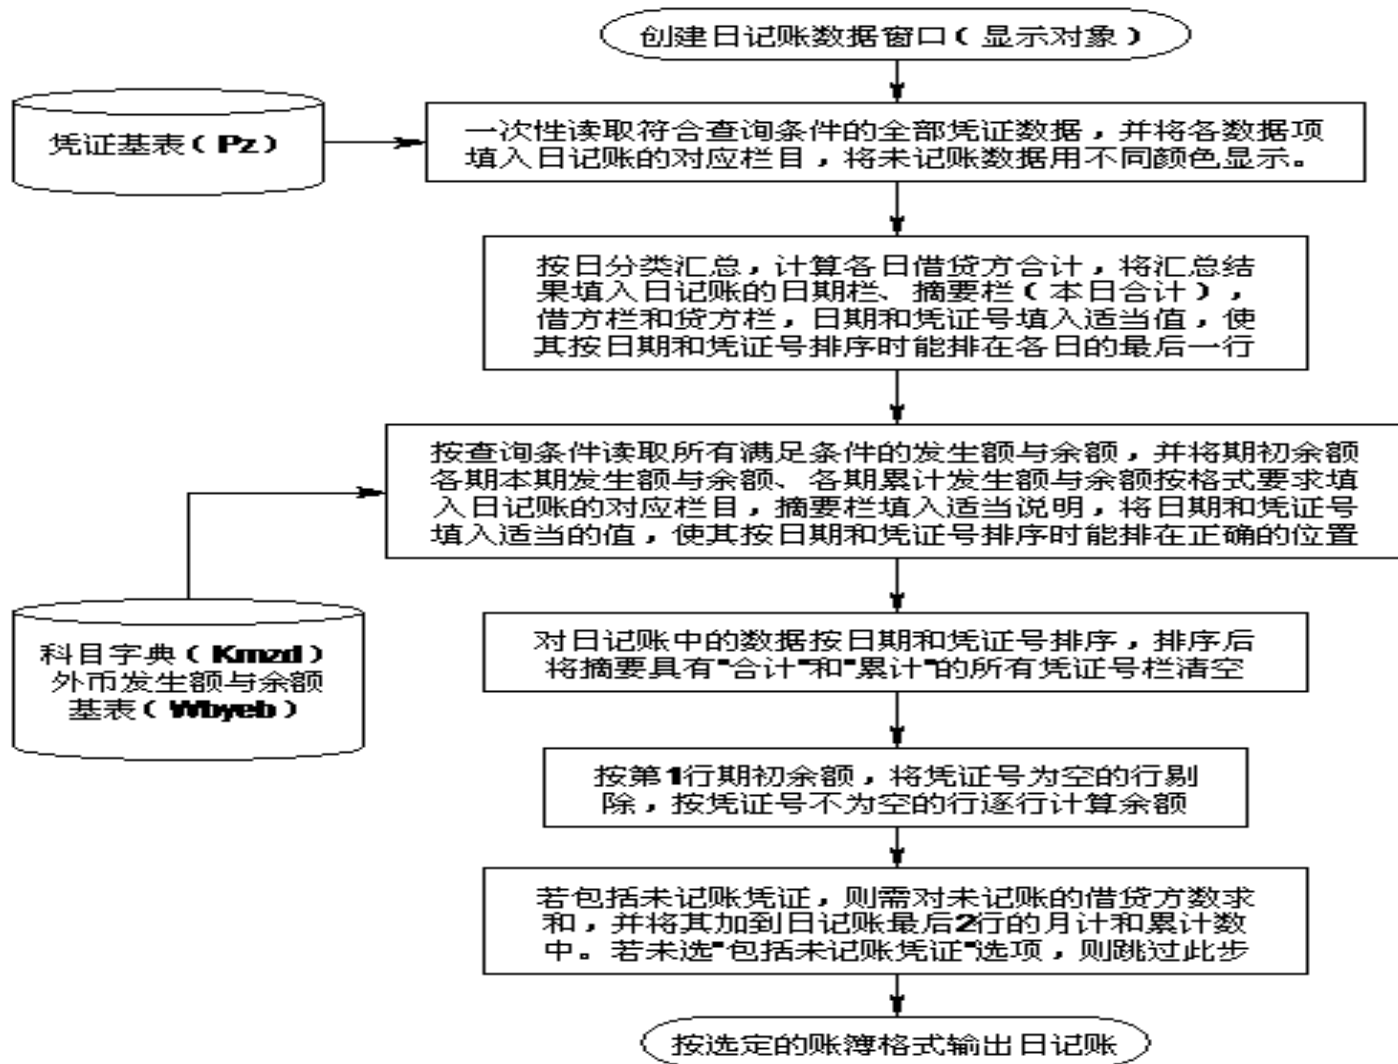 创建日记账数据窗口（显示对象）
凭证基表（Pz）
一次性读取符合查询条件的全部凭证数据，并将各数据项
填入日记账的对应栏目，将未记账数据用不同颜色显示。
按日分类汇总，计算各日借贷方合计，将汇总结
果填入日记账的日期栏、摘要栏（本日合计），
借方栏和贷方栏，日期和凭证号填入适当值，使
其按日期和凭证号排序时能排在各日的最后一行
按查询条件读取所有满足条件的发生额与余额，并将期初余额
各期本期发生额与余额、各期累计发生额与余额按格式要求填
入日记账的对应栏目，摘要栏填入适当说明，将日期和凭证号
填入适当的值，使其按日期和凭证号排序时能排在正确的位置
科目字典（Kmzd）
外币发生额与余额
基表（Wbyeb）
对日记账中的数据按日期和凭证号排序，排序后
将摘要具有"合计"和"累计"的所有凭证号栏清空
按第1行期初余额，将凭证号为空的行剔
除，按凭证号不为空的行逐行计算余额
若包括未记账凭证，则需对未记账的借贷方数求
和，并将其加到日记账最后2行的月计和累计数
中。若未选"包括未记账凭证"选项，则跳过此步
按选定的账簿格式输出日记账